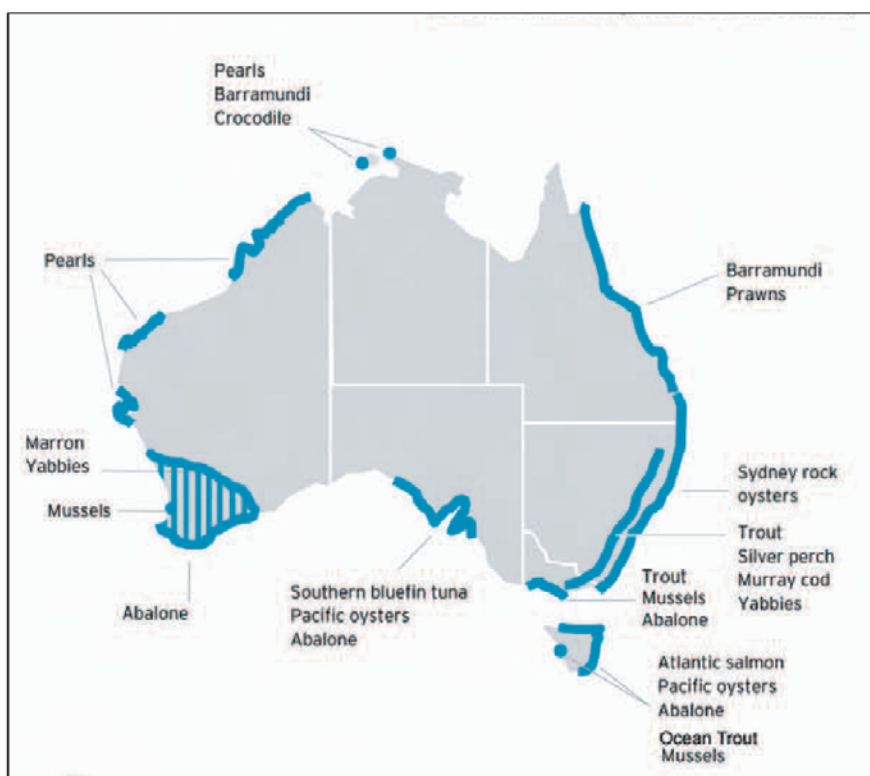 Pearls
Barramundi
Crocodile
Pearls
Barramundi
Prawns
Marron
Yabbies
Mussels
Abalone
Southern bluefin tuna
Pacific oysters
Abalone
Sydney rock
oysters
Trout
Silver perch
Murray cod
Yabbies
Trout
Mussels
Abalone
Atlantic salmon
Pacific oysters
Abalone
Ocean Trout
Mussels